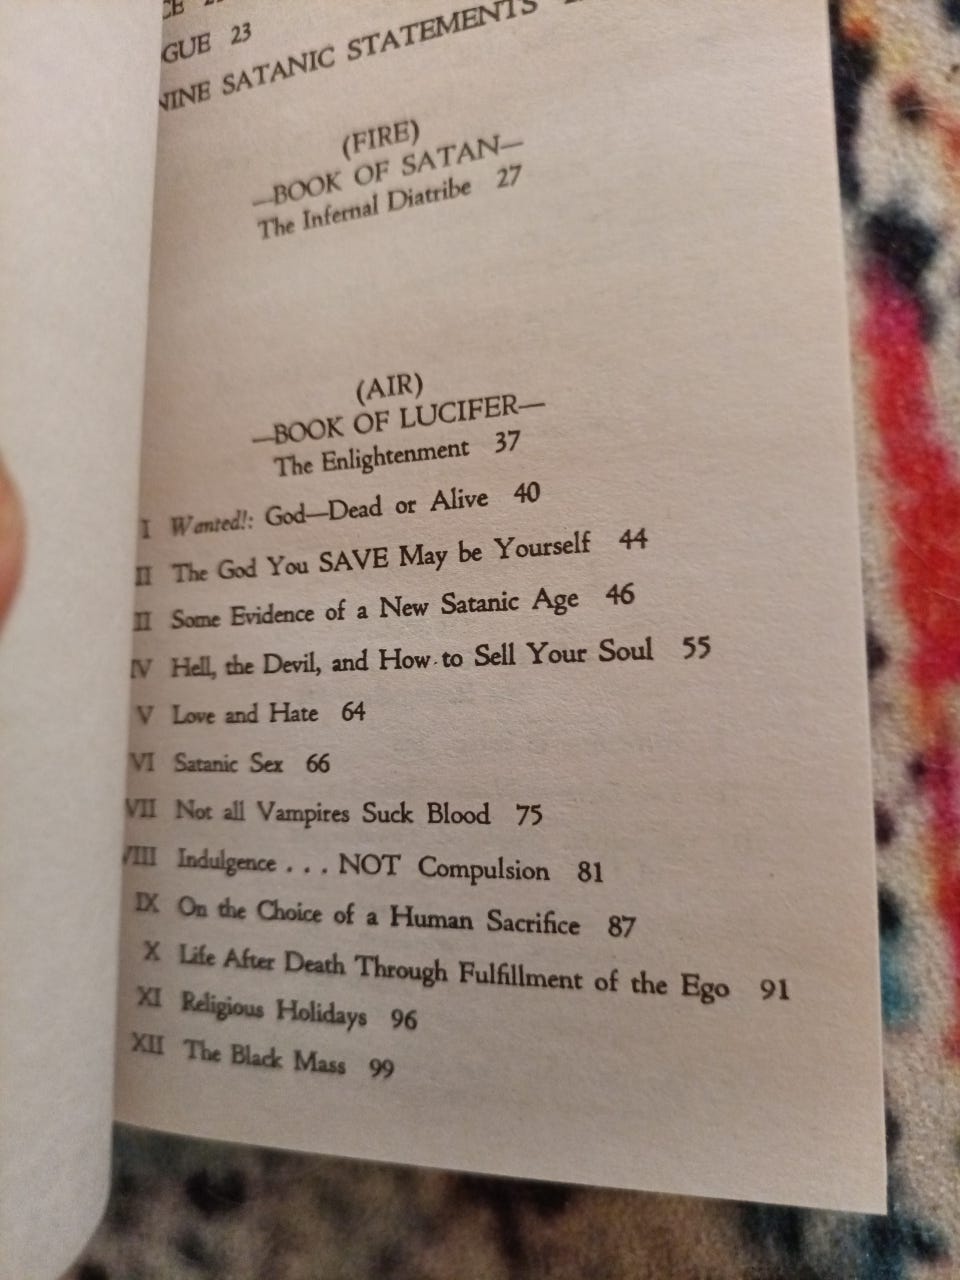 GUE 23
NINE SATANIC STATEMENTS
(FIRE)
—BOOK OF SATAN—
The Infernal Diatribe 27
(AIR)
—BOOK OF LUCIFER—
The Enlightenment 37
I Wanted!: God—Dead or Alive 40
II The God You SAVE May be Yourself 44
II Some Evidence of a New Satanic Age 46
IV Hell, the Devil, and How to Sell Your Soul 55
V Love and Hate 64
VI Satanic Sex 66
VII Not all Vampires Suck Blood 75
VIII Indulgence . . . NOT Compulsion 81
IX On the Choice of a Human Sacrifice 87
X Life After Death Through Fulfillment of the Ego 91
XI Religious Holidays 96
XII The Black Mass 99